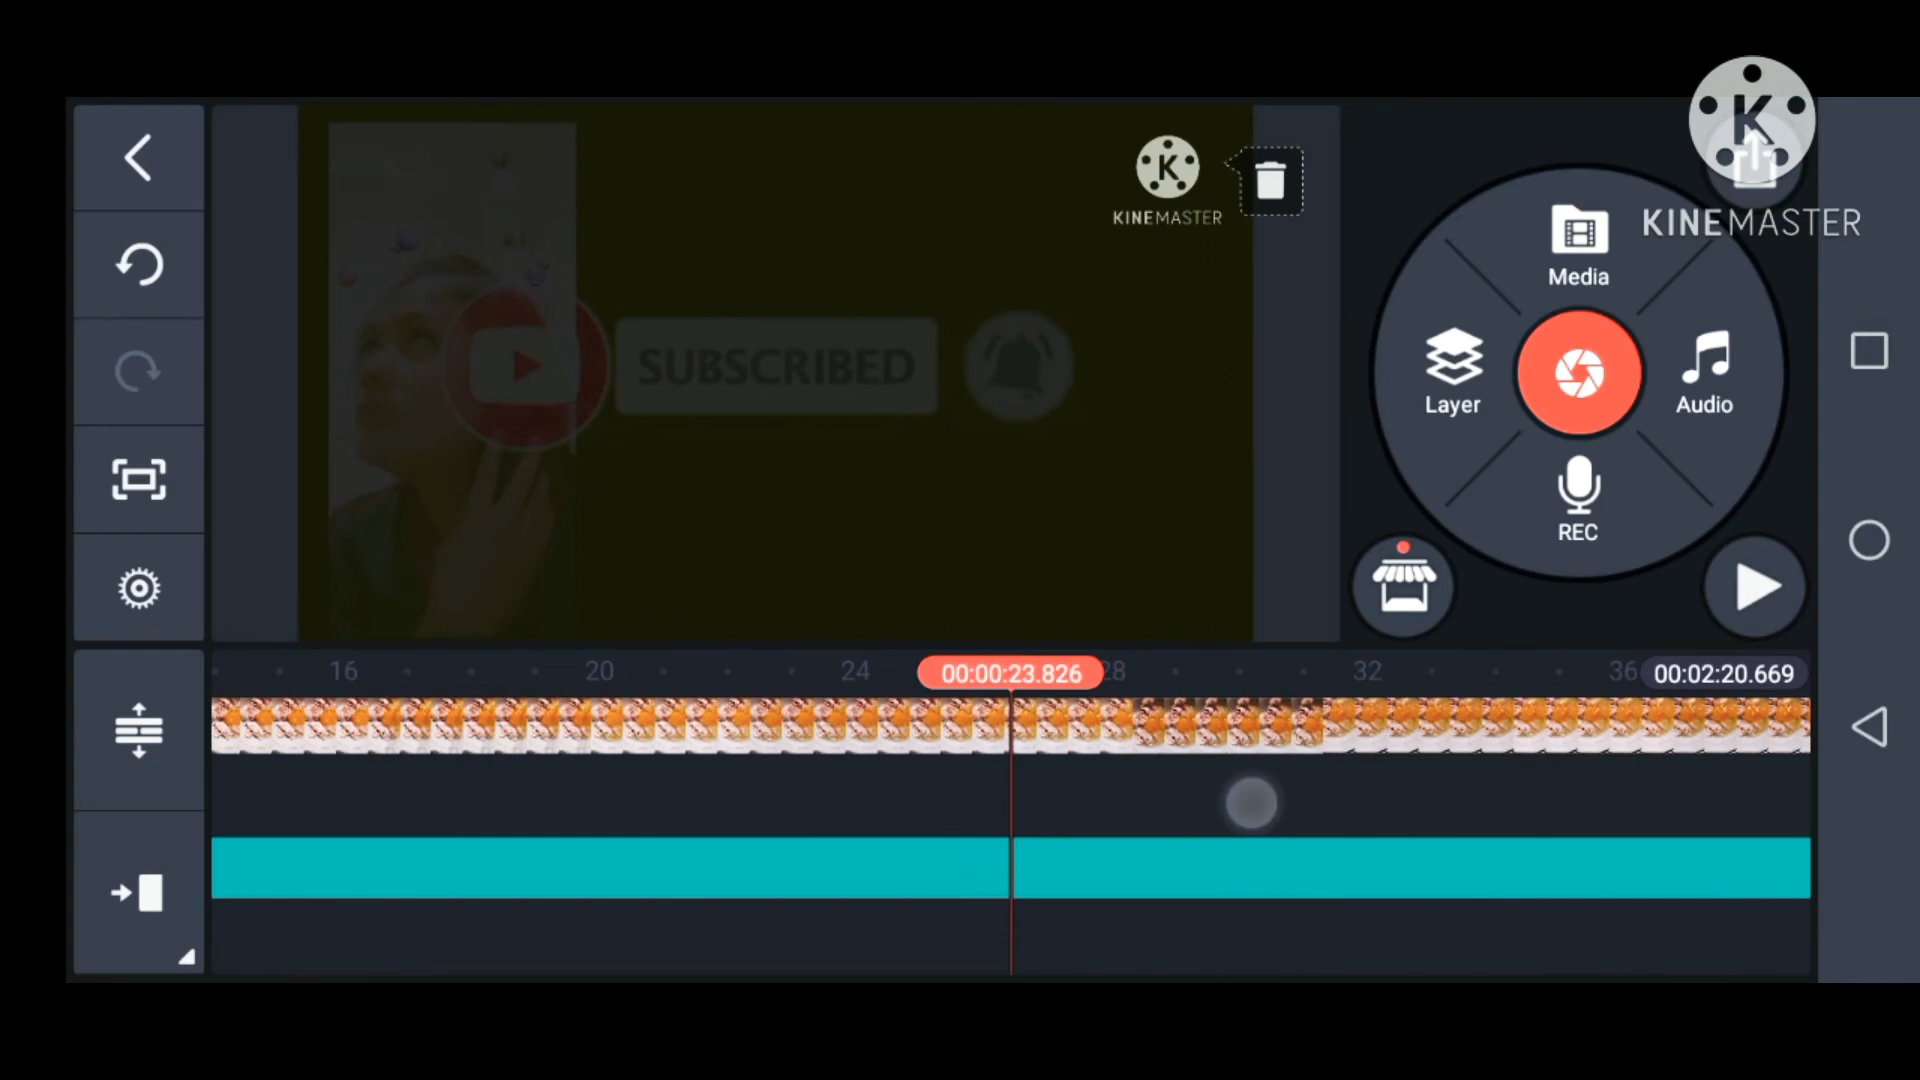 K
KINEMASTER
K
KINEMASTER
Media
Layer
Audio
REC
SUBSCRIBED
16
20
24
00:00:23.826
28
32
36
00:02:20.669